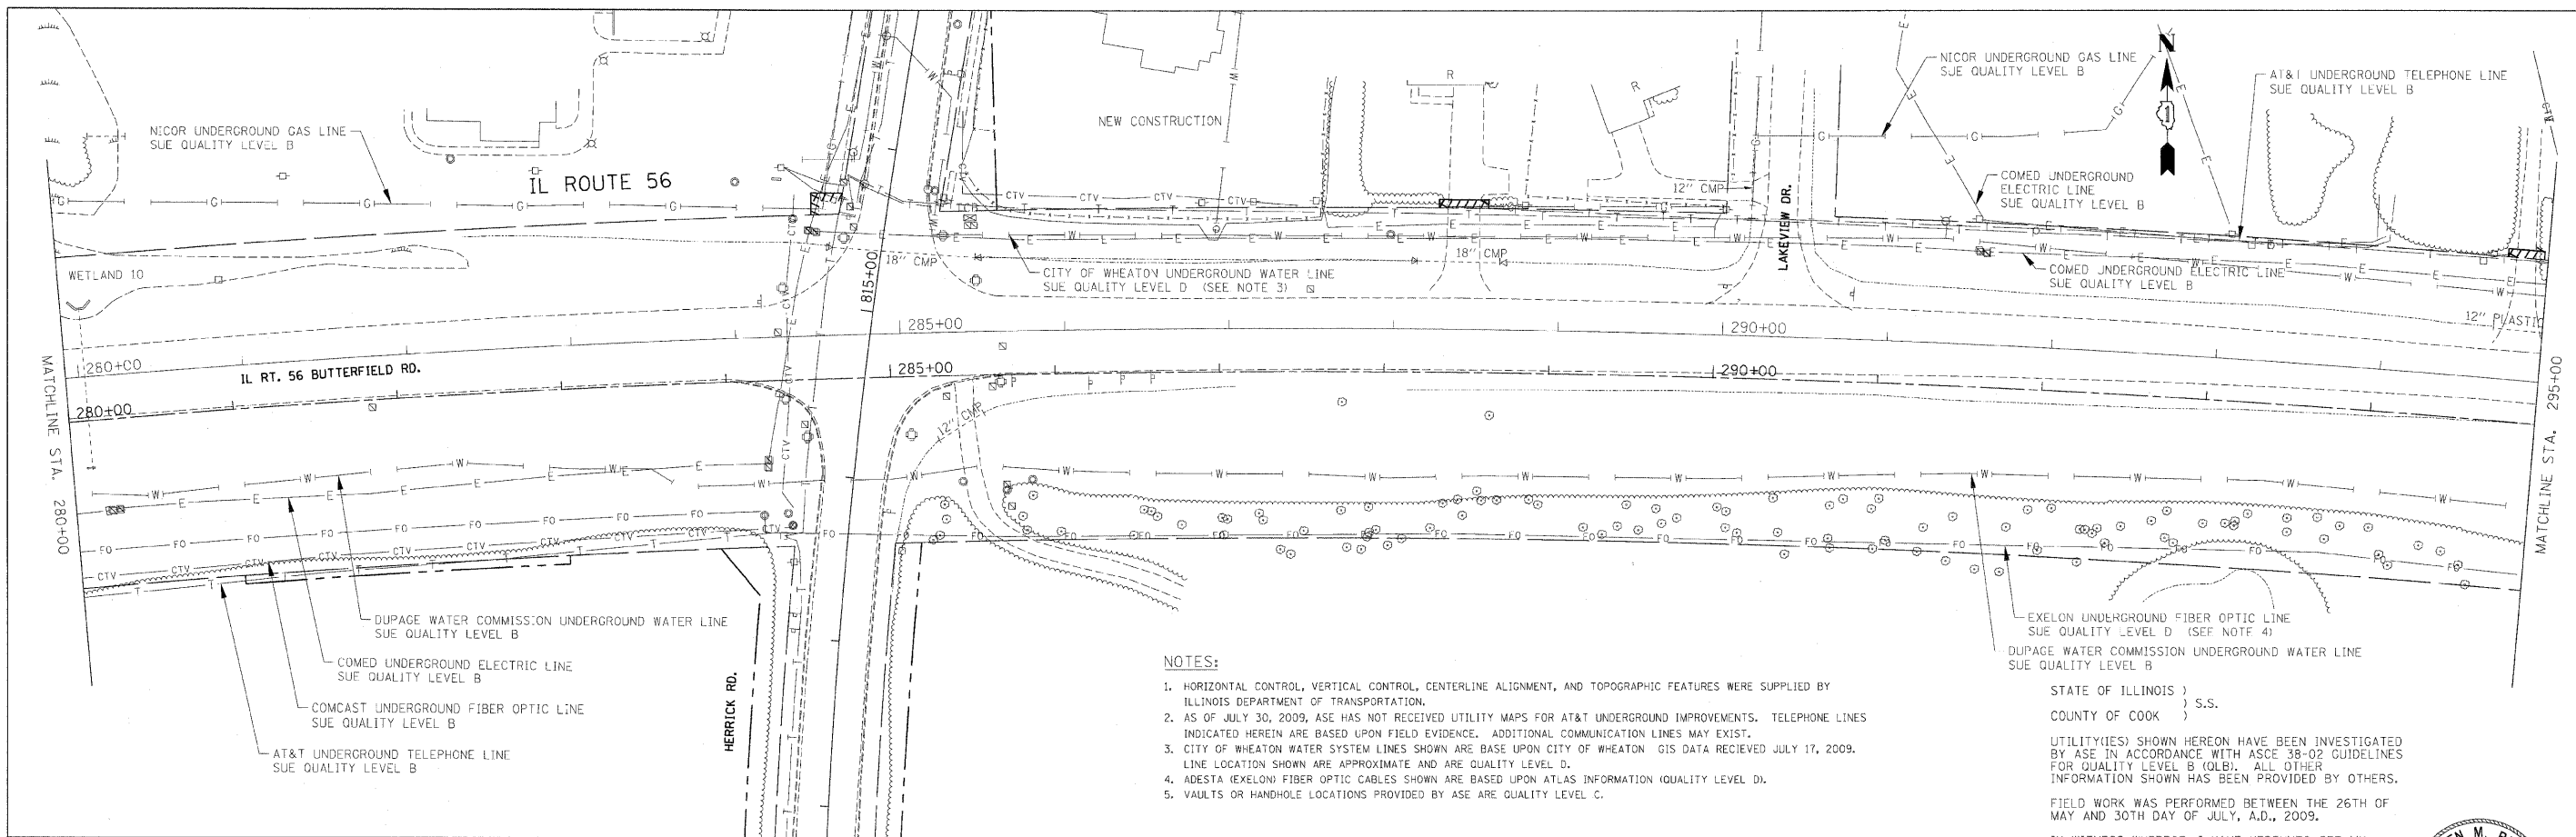 NICOR UNDERGROUND GAS LINE
SUE QUALITY LEVEL B
IL ROUTE 56
WETLAND 10
NEW CONSTRUCTION
R
R
NICOR UNDERGROUND GAS LINE
SUE QUALITY LEVEL B
N
AT&T UNDERGROUND TELEPHONE LINE
SUE QUALITY LEVEL B
COMED UNDERGROUND
ELECTRIC LINE
SUE QUALITY LEVEL B
12" CMP
LAKEVIEW DR.
18" CMP
815+00
CITY OF WHEATON UNDERGROUND WATER LINE
SUE QUALITY LEVEL D (SEE NOTE 3)
18" CMP
COMED UNDERGROUND ELECTRIC LINE
SUE QUALITY LEVEL B
12" PLASTIC
MATCHLINE STA. 280+00
280+00
IL RT. 56 BUTTERFIELD RD.
280+00
285+00
285+00
290+00
290+00
MATCHLINE STA. 295+00
12" CMP
DUPAGE WATER COMMISSION UNDERGROUND WATER LINE
SUE QUALITY LEVEL B
COMED UNDERGROUND ELECTRIC LINE
SUE QUALITY LEVEL B
COMCAST UNDERGROUND FIBER OPTIC LINE
SUE QUALITY LEVEL B
AT&T UNDERGROUND TELEPHONE LINE
SUE QUALITY LEVEL B
HERRICK RD.
EXELON UNDERGROUND FIBER OPTIC LINE
SUE QUALITY LEVEL D (SEE NOTE 4)
DUPAGE WATER COMMISSION UNDERGROUND WATER LINE
SUE QUALITY LEVEL B
NOTES:
1. HORIZONTAL CONTROL, VERTICAL CONTROL, CENTERLINE ALIGNMENT, AND TOPOGRAPHIC FEATURES WERE SUPPLIED BY
ILLINOIS DEPARTMENT OF TRANSPORTATION.
2. AS OF JULY 30, 2009, ASE HAS NOT RECEIVED UTILITY MAPS FOR AT&T UNDERGROUND IMPROVEMENTS. TELEPHONE LINES
INDICATED HEREIN ARE BASED UPON FIELD EVIDENCE. ADDITIONAL COMMUNICATION LINES MAY EXIST.
3. CITY OF WHEATON WATER SYSTEM LINES SHOWN ARE BASE UPON CITY OF WHEATON GIS DATA RECIEVED JULY 17, 2009.
LINE LOCATION SHOWN ARE APPROXIMATE AND ARE QUALITY LEVEL D.
4. ADESTA (EXELON) FIBER OPTIC CABLES SHOWN ARE BASED UPON ATLAS INFORMATION (QUALITY LEVEL D).
5. VAULTS OR HANDHOLE LOCATIONS PROVIDED BY ASE ARE QUALITY LEVEL C.
STATE OF ILLINOIS )
) S.S.
COUNTY OF COOK )
UTILITY(IES) SHOWN HEREON HAVE BEEN INVESTIGATED
BY ASE IN ACCORDANCE WITH ASCE 38-02 GUIDELINES
FOR QUALITY LEVEL B (QLB). ALL OTHER
INFORMATION SHOWN HAS BEEN PROVIDED BY OTHERS.
FIELD WORK WAS PERFORMED BETWEEN THE 26TH OF
MAY AND 30TH DAY OF JULY, A.D., 2009.